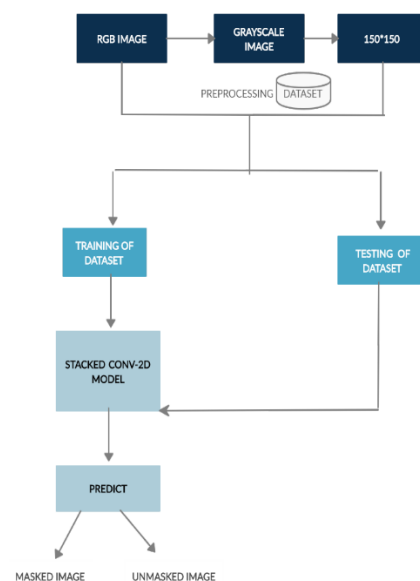 RGB IMAGE
GRAYSCALE
IMAGE
150*150
PREPROCESSING
DATASET
TRAINING OF
DATASET
TESTING OF
DATASET
STACKED CONV-2D
MODEL
PREDICT
MASKED IMAGE
UNMASKED IMAGE